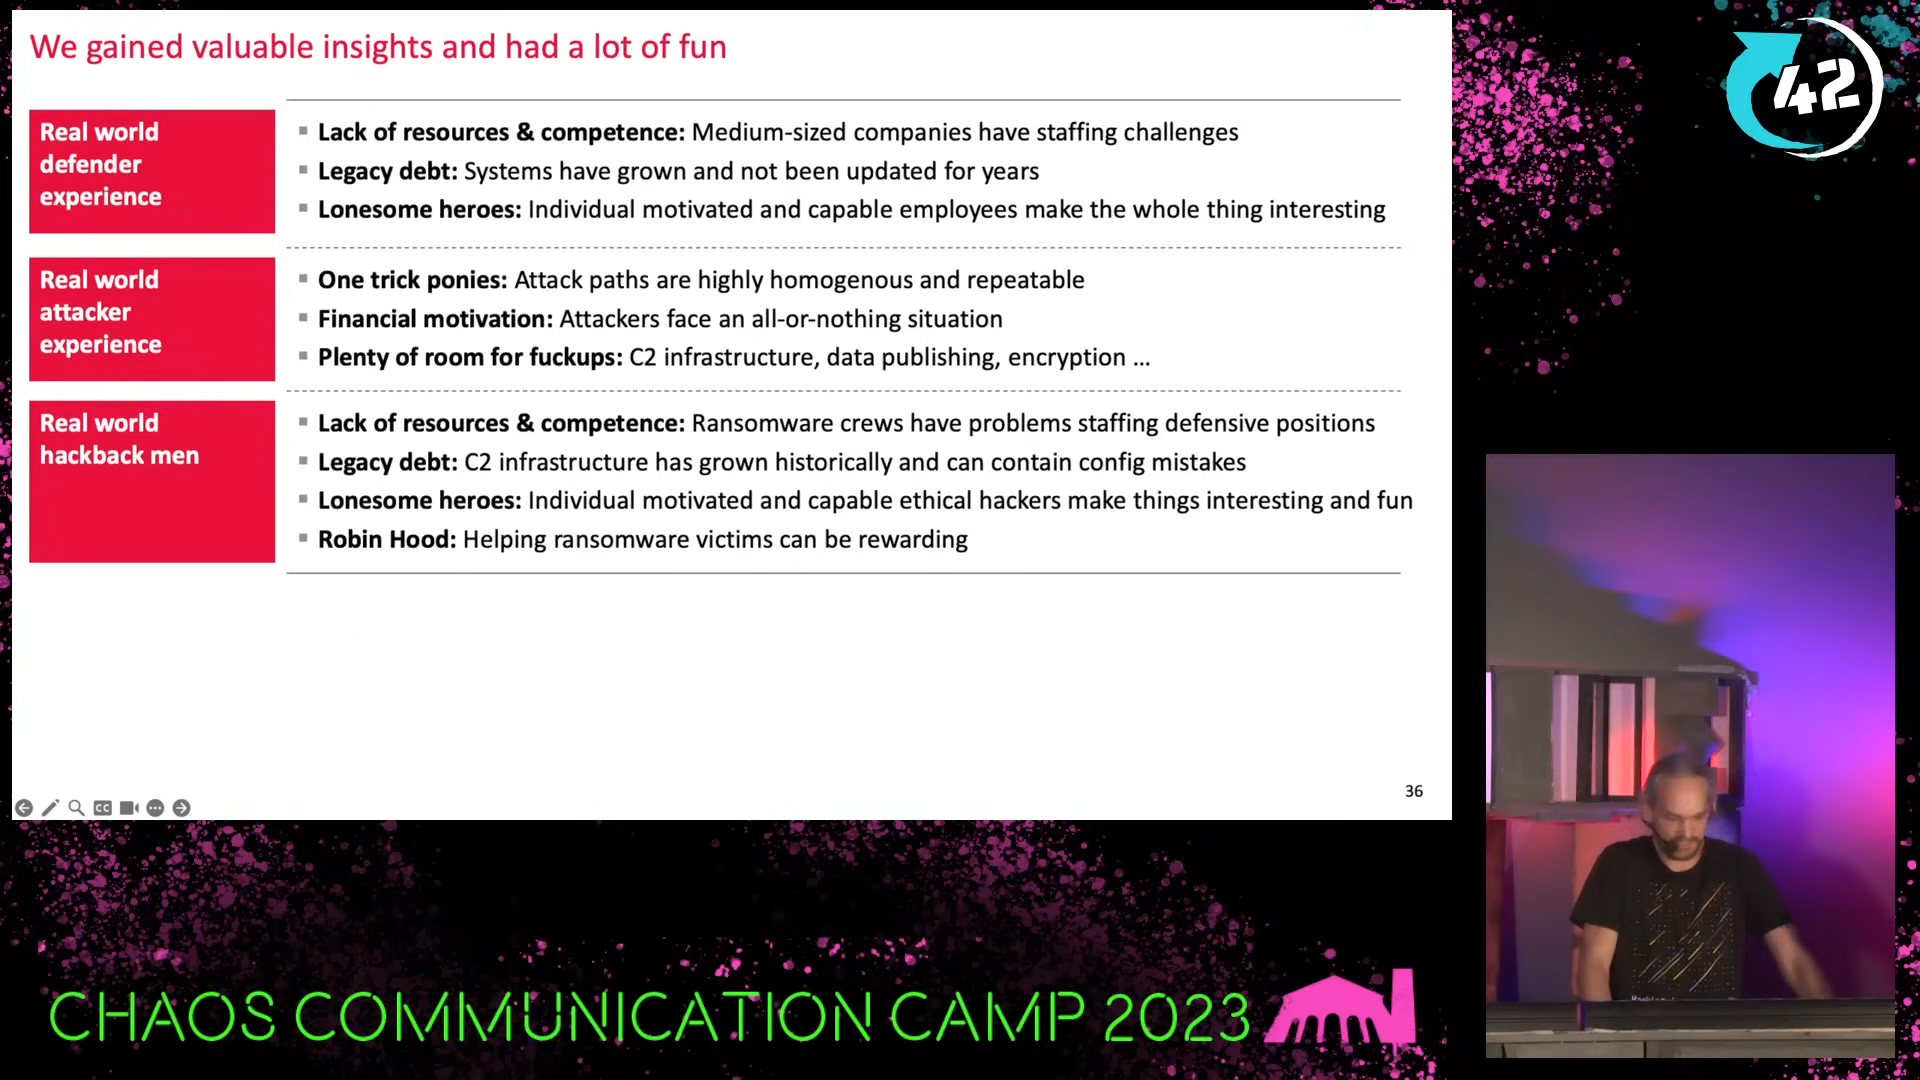 We gained valuable insights and had a lot of fun
Real world
defender
experience
Lack of resources & competence: Medium-sized companies have staffing challenges
Legacy debt: Systems have grown and not been updated for years
Lonesome heroes: Individual motivated and capable employees make the whole thing interesting
Real world
attacker
experience
One trick ponies: Attack paths are highly homogenous and repeatable
Financial motivation: Attackers face an all-or-nothing situation
Plenty of room for fuckups: C2 infrastructure, data publishing, encryption ...
Real world
hackback men
Lack of resources & competence: Ransomware crews have problems staffing defensive positions
Legacy debt: C2 infrastructure has grown historically and can contain config mistakes
Lonesome heroes: Individual motivated and capable ethical hackers make things interesting and fun
Robin Hood: Helping ransomware victims can be rewarding
CC
36
42
CHAOS COMMUNICATION CAMP 2023